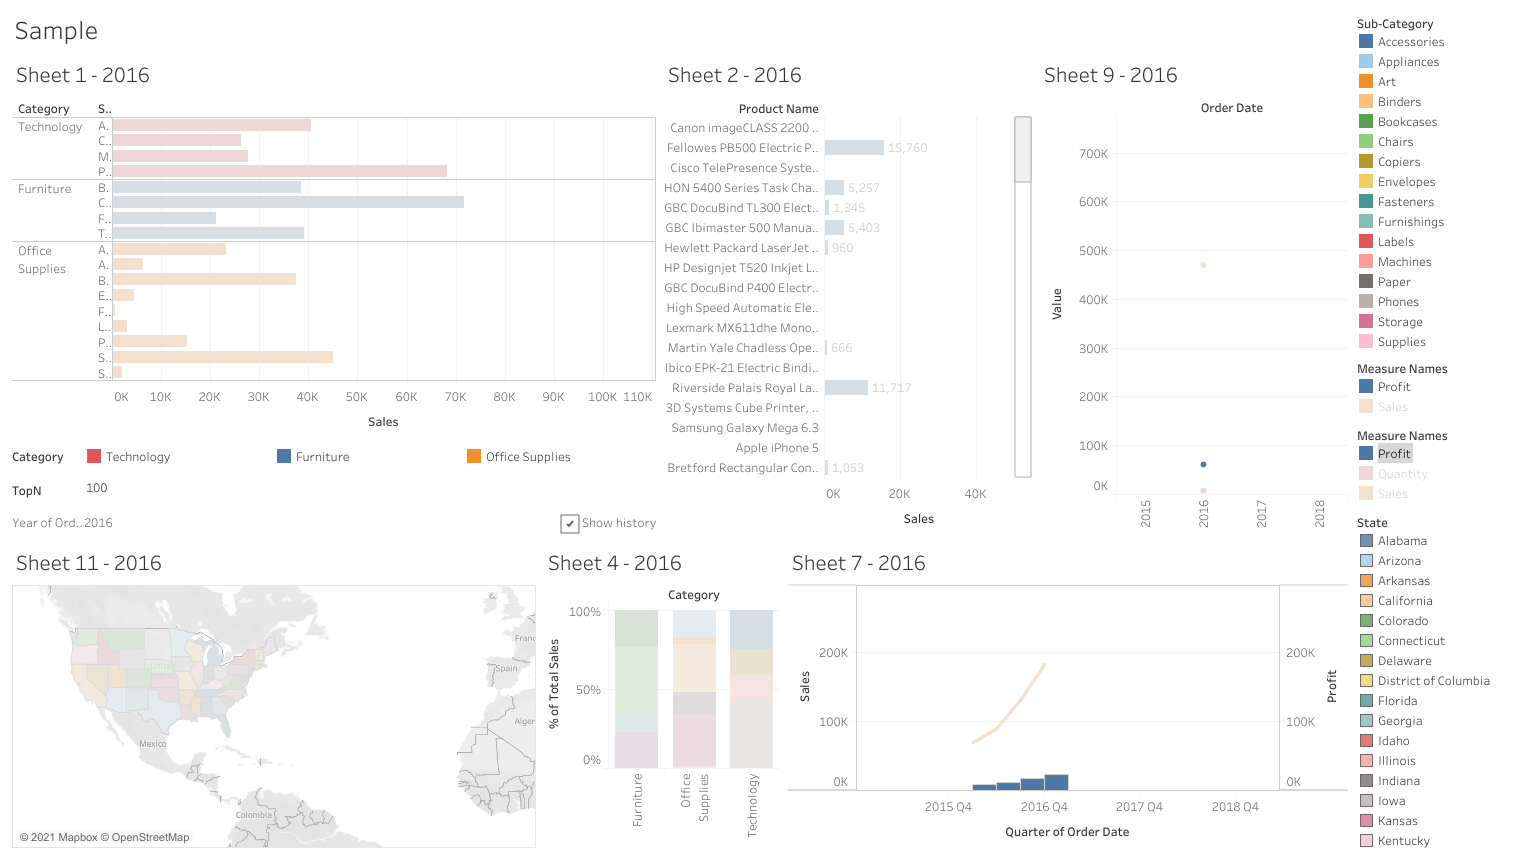 Sample
Sheet 1 - 2016
Category S..
Technology
A.
C..
M.
P..
Furniture
B.
C..
F..
T..
Office
Supplies
A.
A.
B.
E..
F..
L..
P..
S..
S..
0K 10K 20K 30K 40K 50K 60K 70K 80K 90K 100K 110K
Sales
Category Technology Furniture Office Supplies
TopN 100
Year of Ord.. 2016
Show history
Sheet 2 - 2016
Product Name
Canon imageCLASS 2200 ..
Fellowes PB500 Electric P.. 15,760
Cisco TelePresence Syste..
HON 5400 Series Task Cha.. 5,257
GBC DocuBind TL300 Elect.. 1,345
GBC Ibimaster 500 Manua.. 5,403
Hewlett Packard LaserJet .. 960
HP Designjet T520 Inkjet L..
GBC DocuBind P400 Electr..
High Speed Automatic Ele..
Lexmark MX611dhe Mono..
Martin Yale Chadless Ope.. 666
Ibico EPK-21 Electric Bindi..
Riverside Palais Royal La.. 11,717
3D Systems Cube Printer, ..
Samsung Galaxy Mega 6.3
Apple iPhone 5
Bretford Rectangular Con.. 1,053
0K 20K 40K
Sales
Sheet 9 - 2016
Order Date
Value
700K
600K
500K
400K
300K
200K
100K
0K
2015 2016 2017 2018
Sub-Category
Accessories
Appliances
Art
Binders
Bookcases
Chairs
Copiers
Envelopes
Fasteners
Furnishings
Labels
Machines
Paper
Phones
Storage
Supplies
Measure Names
Profit
Sales
Measure Names
Profit
Quantity
Sales
State
Alabama
Arizona
Arkansas
California
Colorado
Connecticut
Delaware
District of Columbia
Florida
Georgia
Idaho
Illinois
Indiana
Iowa
Kansas
Kentucky
Sheet 11 - 2016
United
Mexico
Colombia
Spain
Franc
Alger
© 2021 Mapbox © OpenStreetMap
Sheet 4 - 2016
Category
% of Total Sales
100%
50%
0%
Furniture
Office
Supplies
Technology
Sheet 7 - 2016
Sales
200K
100K
0K
Profit
200K
100K
0K
2015 Q4 2016 Q4 2017 Q4 2018 Q4
Quarter of Order Date